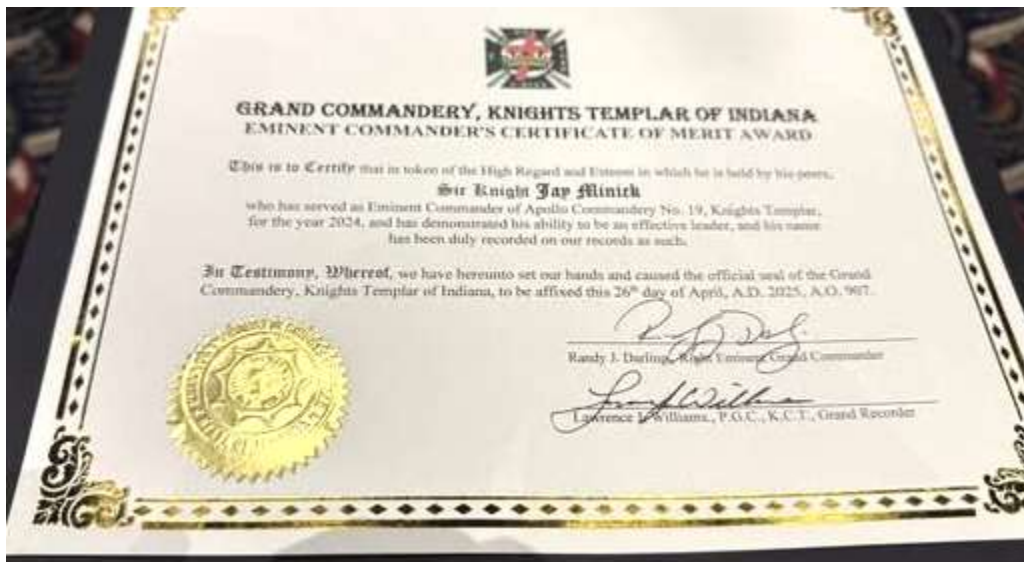 GRAND COMMANDERY, KNIGHTS TEMPLAR OF INDIANA
EMINENT COMMANDER'S CERTIFICATE OF MERIT AWARD
This is to Certify that in token of the High Regard and Esteem in which he is held by his peers,
Sir Knight Jay Minick
who has served as Eminent Commander of Apollo Commandery No. 19, Knights Templar,
for the year 2024, and has demonstrated his ability to be an effective leader, and his name
has been duly recorded on our records as such.
In Testimony, Whereof, we have hereunto set our hands and caused the official seal of the Grand
Commandery, Knights Templar of Indiana, to be affixed this 26th day of April, A.D. 2025, A.O. 907.
Randy J. Darling, Right Eminent Grand Commander
Lawrence Williams, P.G.C., K.C.T., Grand Recorder